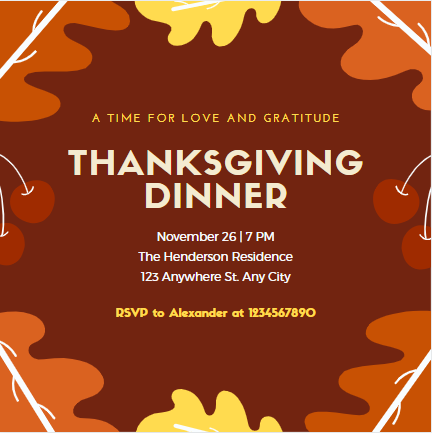 A TIME FOR LOVE AND GRATITUDE
THANKSGIVING
DINNER
November 26 | 7 PM
The Henderson Residence
123 Anywhere St. Any City
RSVP to Alexander at 1234567890